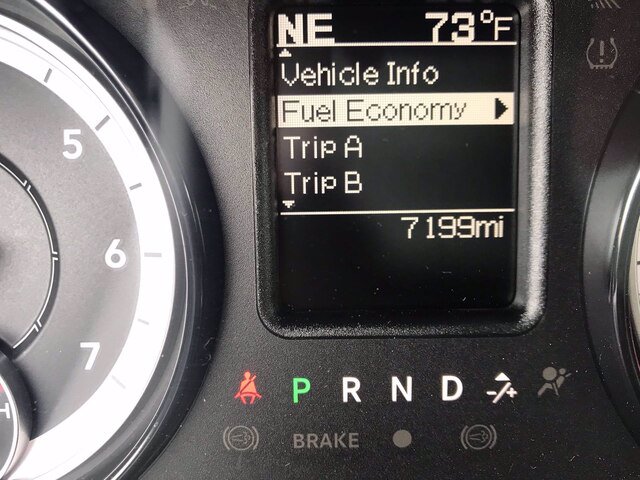 NE 73°F
Vehicle Info
Fuel Economy
Trip A
Trip B
7199mi
5
6
7
H
P R N D
BRAKE